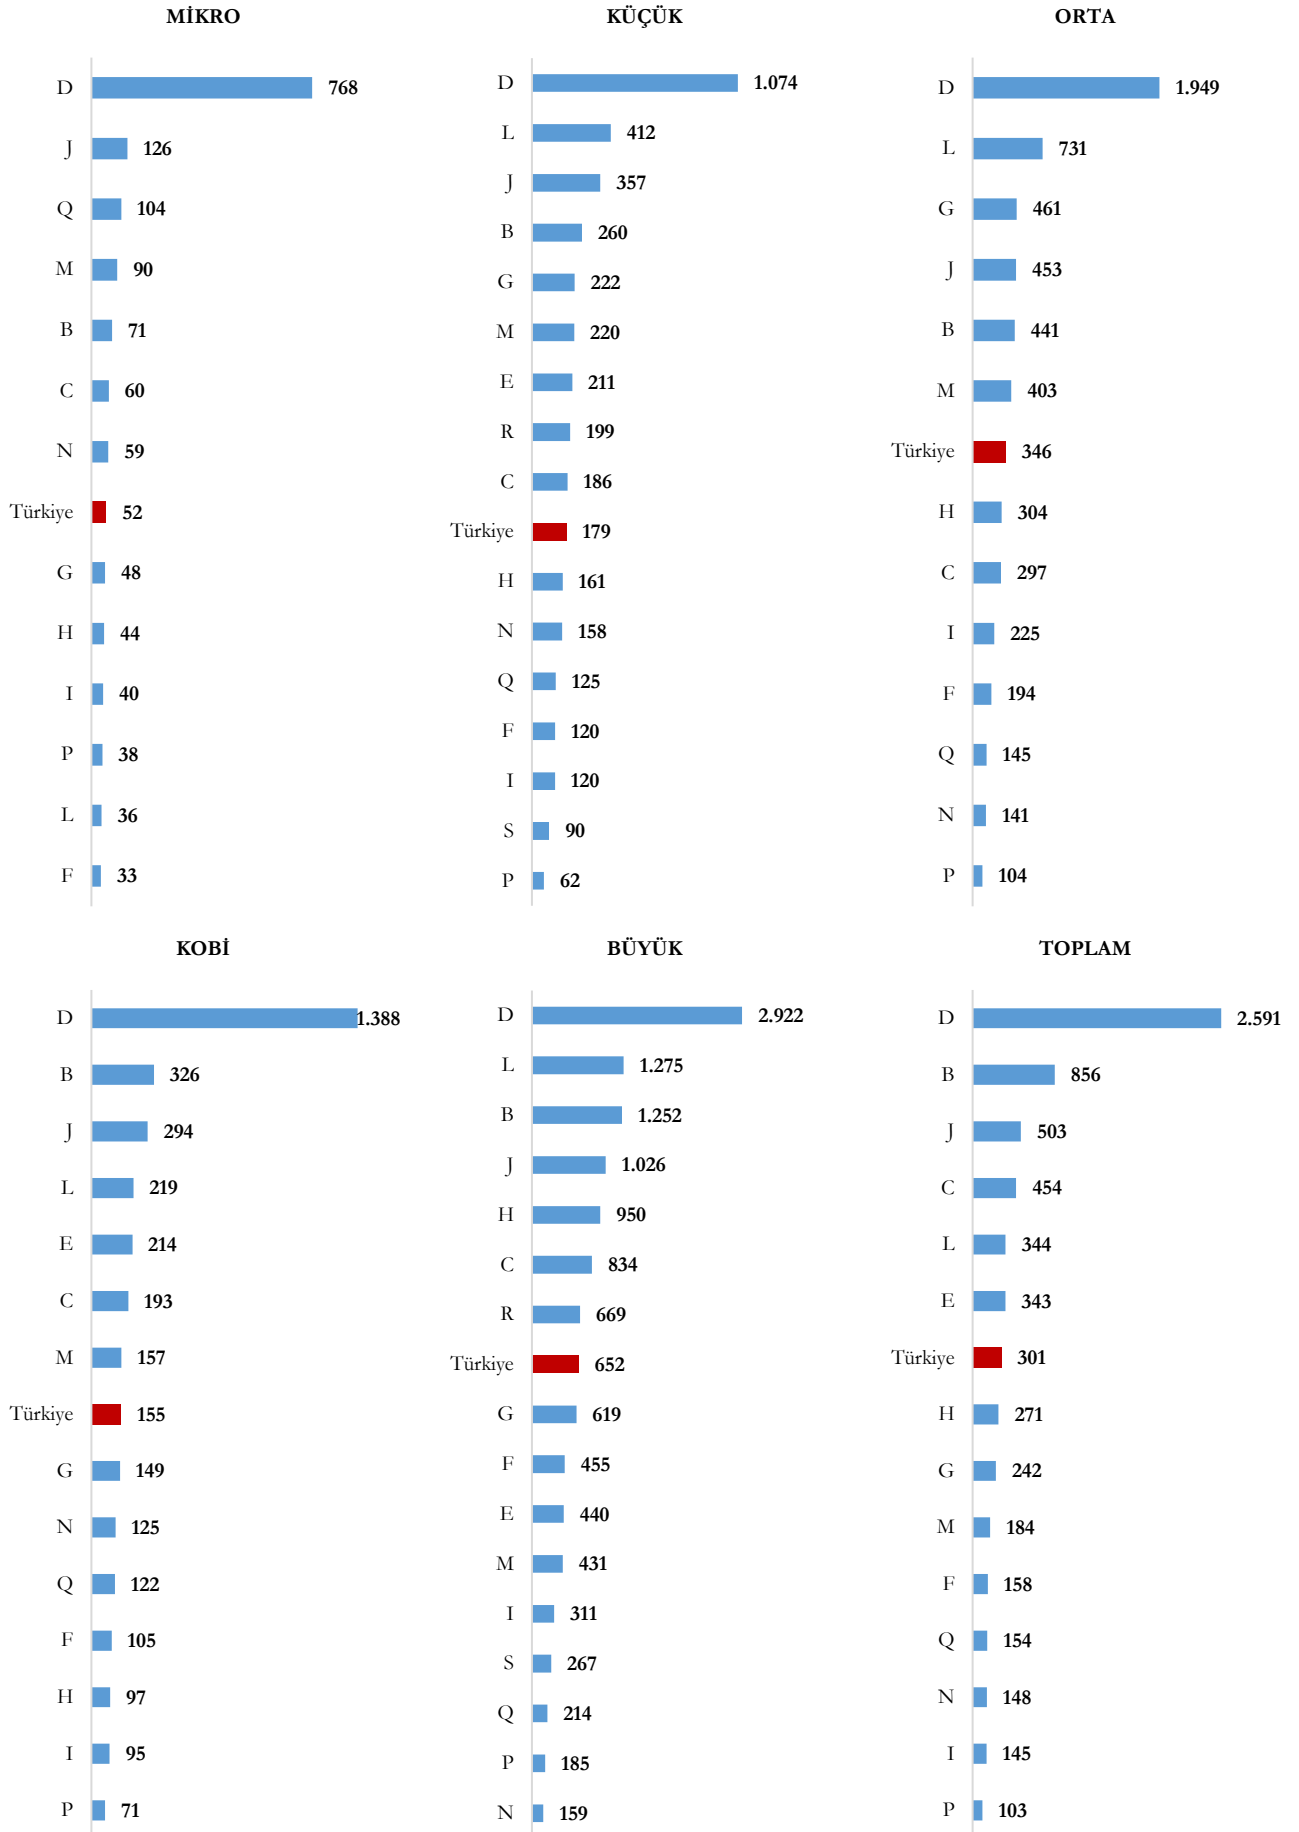 MİKRO
D 768
J 126
Q 104
M 90
B 71
C 60
N 59
Türkiye 52
G 48
H 44
I 40
P 38
L 36
F 33
KÜÇÜK
D 1.074
L 412
J 357
B 260
G 222
M 220
E 211
R 199
C 186
Türkiye 179
H 161
N 158
Q 125
F 120
I 120
S 90
P 62
ORTA
D 1.949
L 731
G 461
J 453
B 441
M 403
Türkiye 346
H 304
C 297
I 225
F 194
Q 145
N 141
P 104
KOBİ
D 1.388
B 326
J 294
L 219
E 214
C 193
M 157
Türkiye 155
G 149
N 125
Q 122
F 105
H 97
I 95
P 71
BÜYÜK
D 2.922
L 1.275
B 1.252
J 1.026
H 950
C 834
R 669
Türkiye 652
G 619
F 455
E 440
M 431
I 311
S 267
Q 214
P 185
N 159
TOPLAM
D 2.591
B 856
J 503
C 454
L 344
E 343
Türkiye 301
H 271
G 242
M 184
F 158
Q 154
N 148
I 145
P 103